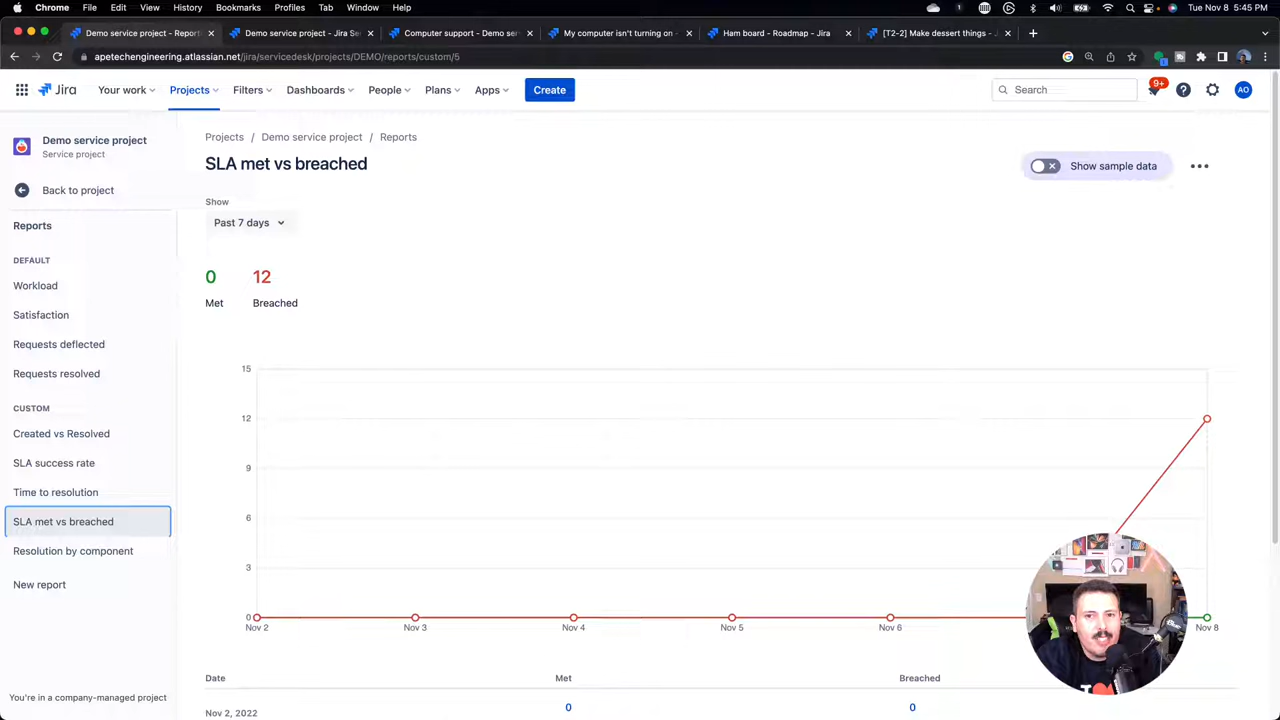 Chrome File Edit View History Bookmarks Profiles Tab Window Help Tue Nov 8 5:45 PM
Demo service project - Report
Demo service project - Jira Ser
Computer support - Demo serv
My computer isn't turning on -
Ham board - Roadmap - Jira
[T2-2] Make dessert things - J
apetechengineering.atlassian.net/jira/servicedesk/projects/DEMO/reports/custom/5
Jira Your work Projects Filters Dashboards People Plans Apps Create Search 9+ AO
Demo service project
Service project
Back to project
Reports
DEFAULT
Workload
Satisfaction
Requests deflected
Requests resolved
CUSTOM
Created vs Resolved
SLA success rate
Time to resolution
SLA met vs breached
Resolution by component
New report
You're in a company-managed project
Projects / Demo service project / Reports
SLA met vs breached
Show sample data
Show
Past 7 days
0 12
Met Breached
15
12
9
6
3
0
Nov 2 Nov 3 Nov 4 Nov 5 Nov 6 Nov 8
Date Met Breached
Nov 2, 2022 0 0